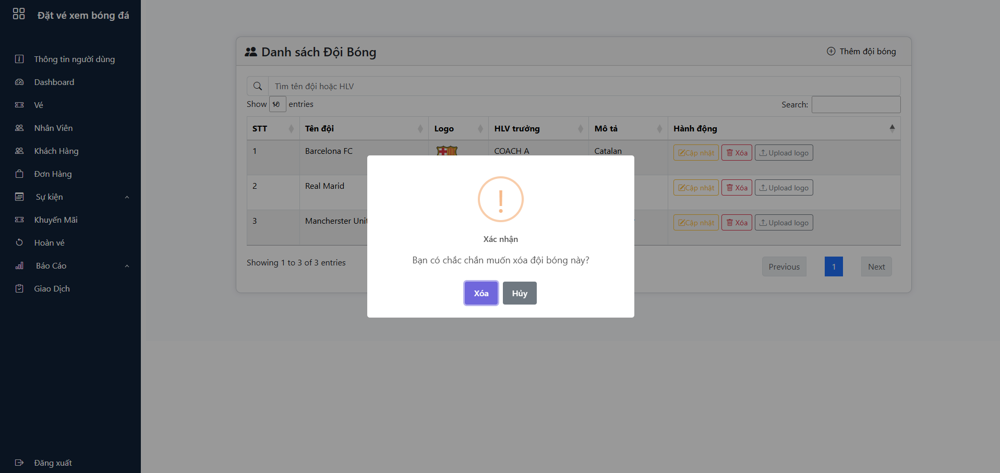 Đặt vé xem bóng đá
Thông tin người dùng
Dashboard
Vé
Nhân Viên
Khách Hàng
Đơn Hàng
Sự kiện
Khuyến Mãi
Hoàn vé
Báo Cáo
Giao Dịch
Đăng xuất
Danh sách Đội Bóng
Thêm đội bóng
Tìm tên đội hoặc HLV
Show 10 entries
Search:
STT Tên đội Logo HLV trưởng Mô tả Hành động
1 Barcelona FC COACH A Catalan Cập nhật Xóa Upload logo
2 Real Marid Cập nhật Xóa Upload logo
3 Mancherster Cập nhật Xóa Upload logo
Showing 1 to 3 of 3 entries
Previous 1 Next
Xác nhận
Bạn có chắc chắn muốn xóa đội bóng này?
Xóa Hủy